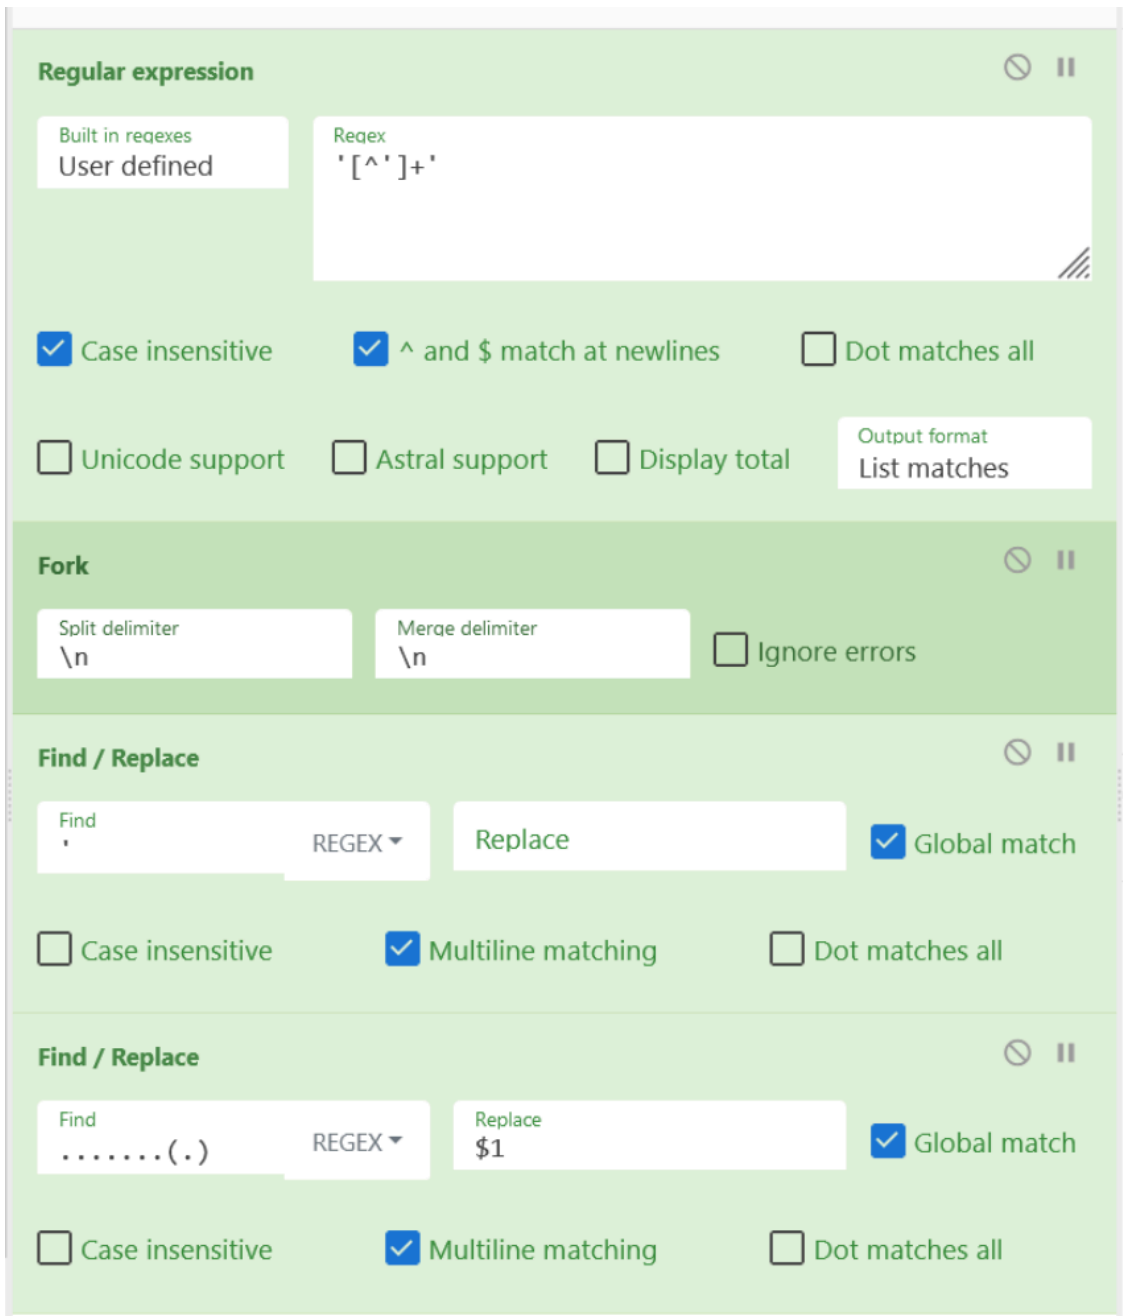 Regular expression
Built in regexes
User defined
Regex
'[^']+'
Case insensitive
^ and $ match at newlines
Dot matches all
Unicode support
Astral support
Display total
Output format
List matches
Fork
Split delimiter
\n
Merge delimiter
\n
Ignore errors
Find / Replace
Find
'
REGEX
Replace
Global match
Case insensitive
Multiline matching
Dot matches all
Find / Replace
Find
.......(.)
REGEX
Replace
$1
Global match
Case insensitive
Multiline matching
Dot matches all